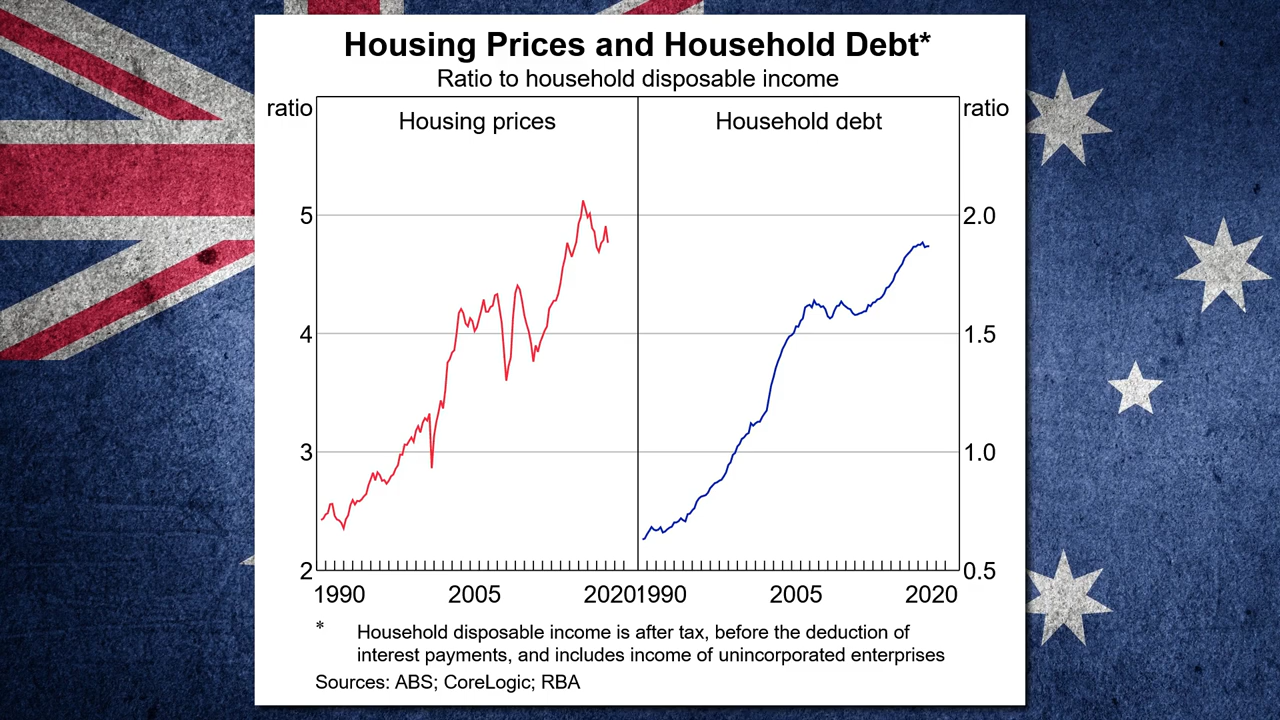 Housing Prices and Household Debt*
Ratio to household disposable income
ratio
ratio
Housing prices
Household debt
5
2.0
4
1.5
3
1.0
2
0.5
1990
2005
2020
1990
2005
2020
* Household disposable income is after tax, before the deduction of
interest payments, and includes income of unincorporated enterprises
Sources: ABS; CoreLogic; RBA